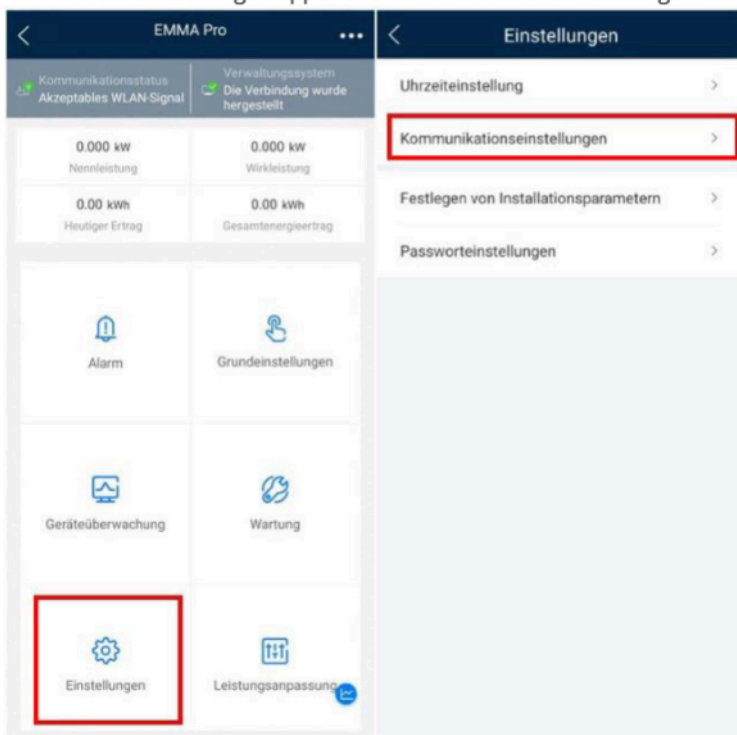 EMMA Pro
Kommunikationsstatus
Akzeptables WLAN-Signal
Verwaltungssystem
Die Verbindung wurde
hergestellt
0.000 kW
Nennleistung
0.000 kW
Wirkleistung
0.00 kWh
Heutiger Ertrag
0.00 kWh
Gesamtenergieertrag
Alarm
Grundeinstellungen
Geräteüberwachung
Wartung
Einstellungen
Leistungsanpassung
Einstellungen
Uhrzeiteinstellung
Kommunikationseinstellungen
Festlegen von Installationsparametern
Passworteinstellungen